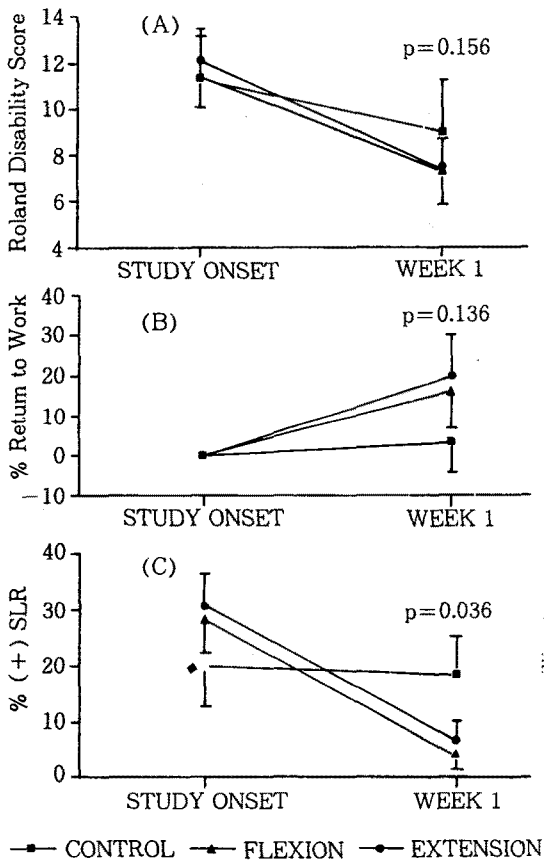 Roland Disability Score
14
12
10
8
6
4
(A)
p=0.156
STUDY ONSET WEEK 1
% Return to Work
40
30
20
10
0
-10
(B)
p=0.136
STUDY ONSET WEEK 1
% (+) SLR
40
30
20
10
0
(C)
p=0.036
STUDY ONSET WEEK 1
CONTROL FLEXION EXTENSION